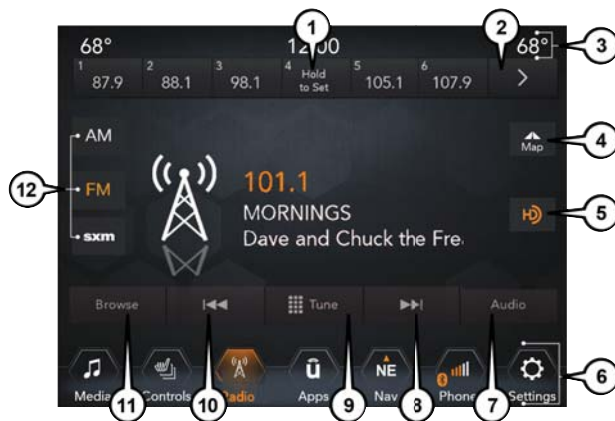 1 2 3
68° 12:00 68°
1 87.9 2 88.1 3 98.1 4 Hold to Set 5 105.1 6 107.9 >
AM
Map 4
12 FM
101.1
HD 5
sxm
MORNINGS
Dave and Chuck the Fre
Browse Tune Audio
û NE 6
Media Controls Radio Apps Nav Phone Settings
11 10 9 8 7